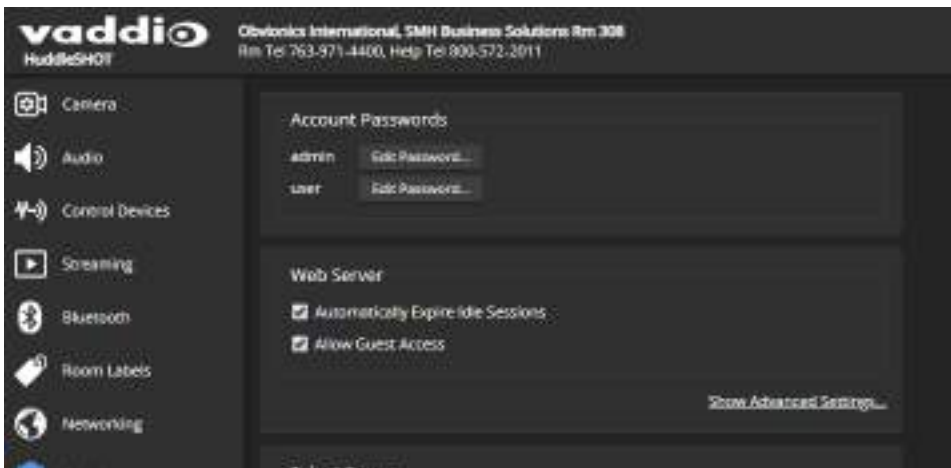 vaddio
HuddleSHOT
Obvionics International, SMH Business Solutions Rm 308
Rm Tel 763-971-4400, Help Tel 800-572-2011
Camera
Audio
Control Devices
Streaming
Bluetooth
Room Labels
Networking
Account Passwords
admin Edit Password...
user Edit Password...
Web Server
Automatically Expire Idle Sessions
Allow Guest Access
Show Advanced Settings...